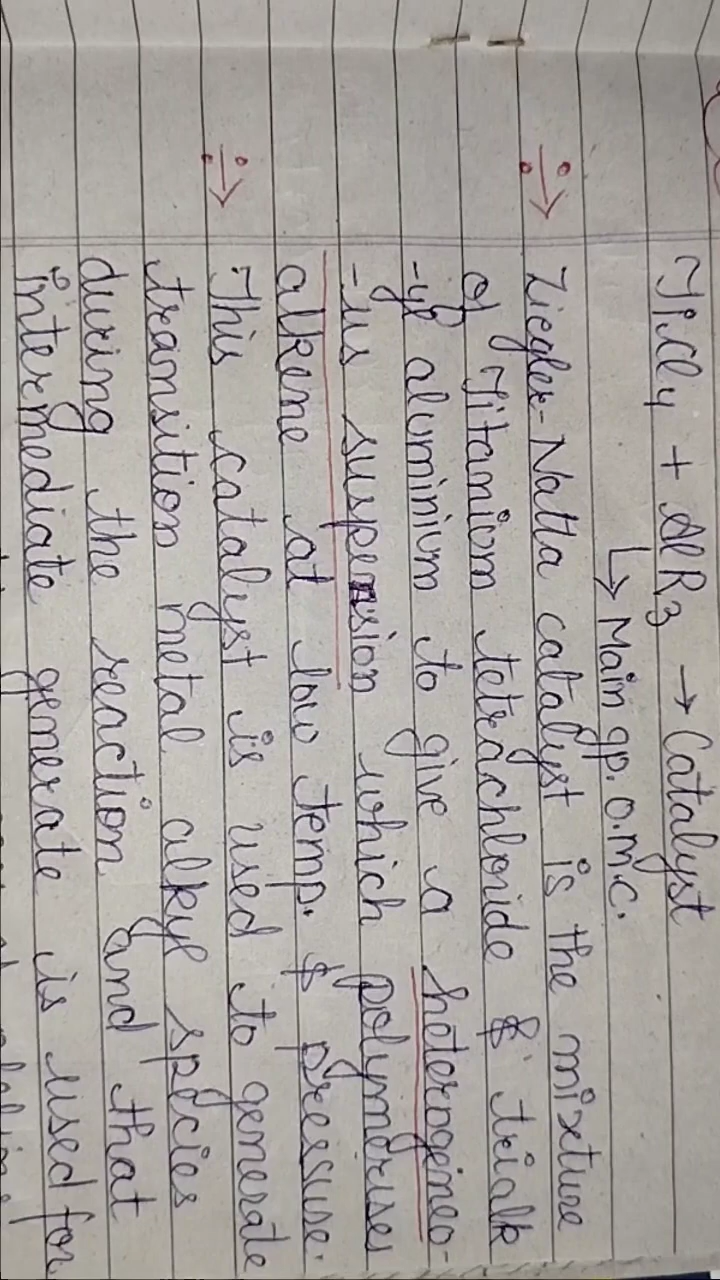 TiCl4 + AlR3 → Catalyst
↳ Main gp. O.M.C.
⇒ Ziegler-Natta catalyst is the mixture
of Titanium tetrachloride & trialk
-yl aluminium to give a heterogineo-
-us suspension which polymerises
alkene at low temp. & pressure.
⇒ This catalyst is used to generate
transition metal alkyl species
during the reaction and that
intermediate generate is used for